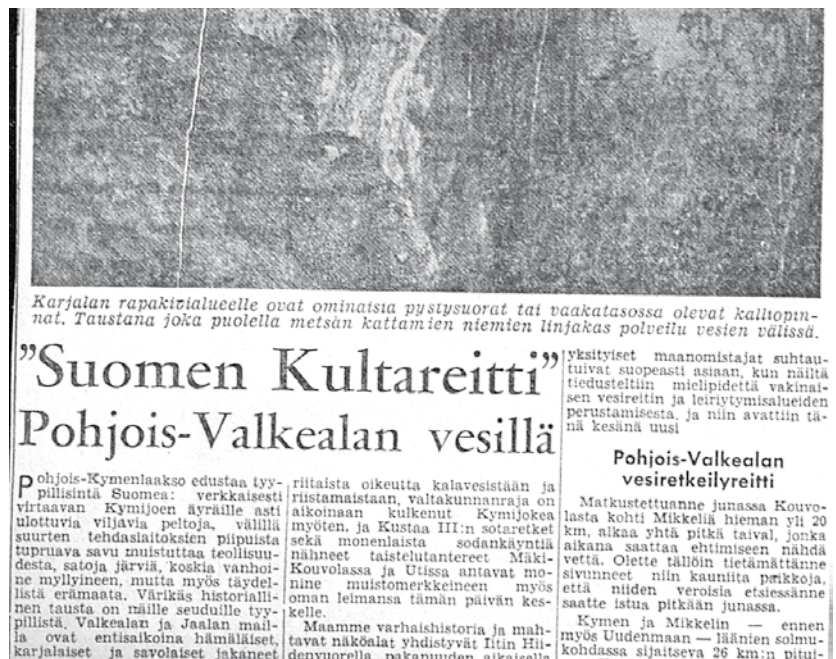 Karjalan rapakivialueelle ovat ominaisia pystysuorat tai vaakatasossa olevat kalliopin-
nat. Taustana joka puolella metsän kattamien niemien linjakas polveilu vesien välissä.
”Suomen Kultareitti”
Pohjois-Valkealan vesillä
Pohjois-Kymenlaakso edustaa tyy-
pillisintä Suomea: verkkaisesti
virtaavan Kymijoen äyräille asti
ulottuvia viljavia peltoja, välillä
suurten tehdaslaitoksien piipuista
tupruava savu muistuttaa teollisuu-
desta, satoja järviä, koskia vanhoi-
ne myllyineen, mutta myös täydel-
listä erämaata. Värikäs historialli-
nen tausta on näille seuduille tyy-
pillistä, Valkealan ja Jaalan mail-
la ovat entisaikoina hämäläiset,
karjalaiset ja savolaiset jakaneet
riitaista oikeutta kalavesistään ja
riistamaistaan, valtakunnanraja on
aikoinaan kulkenut Kymijokea
myöten, ja Kustaa III:n sotaretket
sekä monenlaista sodankäyntiä
nähneet taistelutantereet Mäki-
Kouvolassa ja Utissa antavat mo-
nine muistomerkkeineen myös
oman leimansa tämän päivän kes-
kelle.
Maamme varhaishistoria ja mah-
tavat näköalat yhdistyvät Iitin Hii-
denvuorella, pakanuuden aikaisella
yksityiset maanomistajat suhtau-
tuivat suopeasti asiaan, kun näiltä
tiedusteltiin mielipidettä vakinai-
sen vesireitin ja leiriytymisalueiden
perustamisesta, ja niin avattiin tä-
nä kesänä uusi
Pohjois-Valkealan
vesiretkeilyreitti
Matkustettuanne junassa Kouvo-
lasta kohti Mikkeliä hieman yli 20
km, alkaa yhtä pitkä taival, jonka
aikana saattaa ehtimiseen nähdä
vettä. Olette tällöin tietämättänne
sivunneet niin kauniita paikkoja,
että niiden veroisia etsiessänne
saatte istua pitkään junassa.
Kymen ja Mikkelin — ennen
myös Uudenmaan — läänien solmu-
kohdassa sijaitseva 26 km:n pitui-